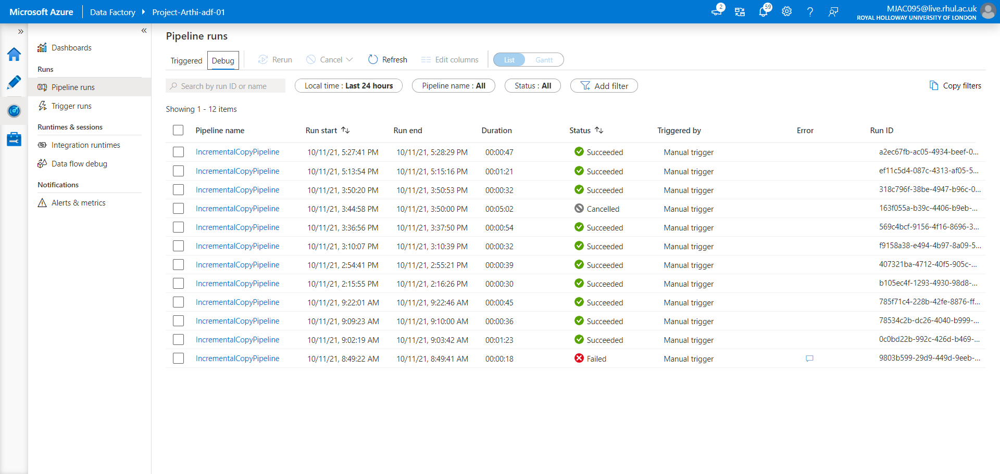 Microsoft Azure Data Factory Project-Arthi-adf-01 2 59 MJAC095@live.rhul.ac.uk
ROYAL HOLLOWAY UNIVERSITY OF LONDON
Dashboards
Runs
Pipeline runs
Trigger runs
Runtimes & sessions
Integration runtimes
Data flow debug
Notifications
Alerts & metrics
Pipeline runs
Triggered Debug Rerun Cancel Refresh Edit columns List Gantt
Search by run ID or name Local time : Last 24 hours Pipeline name : All Status : All Add filter Copy filters
Showing 1 - 12 items
Pipeline name Run start Run end Duration Status Triggered by Error Run ID
IncrementalCopyPipeline 10/11/21, 5:27:41 PM 10/11/21, 5:28:29 PM 00:00:47 Succeeded Manual trigger a2ec67fb-ac05-4934-beef-0...
IncrementalCopyPipeline 10/11/21, 5:13:54 PM 10/11/21, 5:15:16 PM 00:01:21 Succeeded Manual trigger ef11c5d4-087c-4313-af05-5...
IncrementalCopyPipeline 10/11/21, 3:50:20 PM 10/11/21, 3:50:53 PM 00:00:32 Succeeded Manual trigger 318c796f-38be-4947-b96c-0...
IncrementalCopyPipeline 10/11/21, 3:44:58 PM 10/11/21, 3:50:00 PM 00:05:02 Cancelled Manual trigger 163f055a-b39c-4406-b9eb-...
IncrementalCopyPipeline 10/11/21, 3:36:56 PM 10/11/21, 3:37:50 PM 00:00:54 Succeeded Manual trigger 569c4bcf-9156-4f16-8696-3...
IncrementalCopyPipeline 10/11/21, 3:10:07 PM 10/11/21, 3:10:39 PM 00:00:32 Succeeded Manual trigger f9158a38-e494-4b97-8a09-5...
IncrementalCopyPipeline 10/11/21, 2:54:41 PM 10/11/21, 2:55:21 PM 00:00:39 Succeeded Manual trigger 407321ba-4712-40f5-905c-...
IncrementalCopyPipeline 10/11/21, 2:15:55 PM 10/11/21, 2:16:26 PM 00:00:30 Succeeded Manual trigger b105ec4f-1293-4930-98d8-...
IncrementalCopyPipeline 10/11/21, 9:22:01 AM 10/11/21, 9:22:46 AM 00:00:45 Succeeded Manual trigger 785f71c4-228b-42fe-8876-ff...
IncrementalCopyPipeline 10/11/21, 9:09:23 AM 10/11/21, 9:10:00 AM 00:00:36 Succeeded Manual trigger 78534c2b-dc26-4040-b999-...
IncrementalCopyPipeline 10/11/21, 9:02:19 AM 10/11/21, 9:03:42 AM 00:01:23 Succeeded Manual trigger 0c0bd22b-992c-426d-b469-...
IncrementalCopyPipeline 10/11/21, 8:49:22 AM 10/11/21, 8:49:41 AM 00:00:18 Failed Manual trigger 9803b599-29d9-449d-9eeb-...